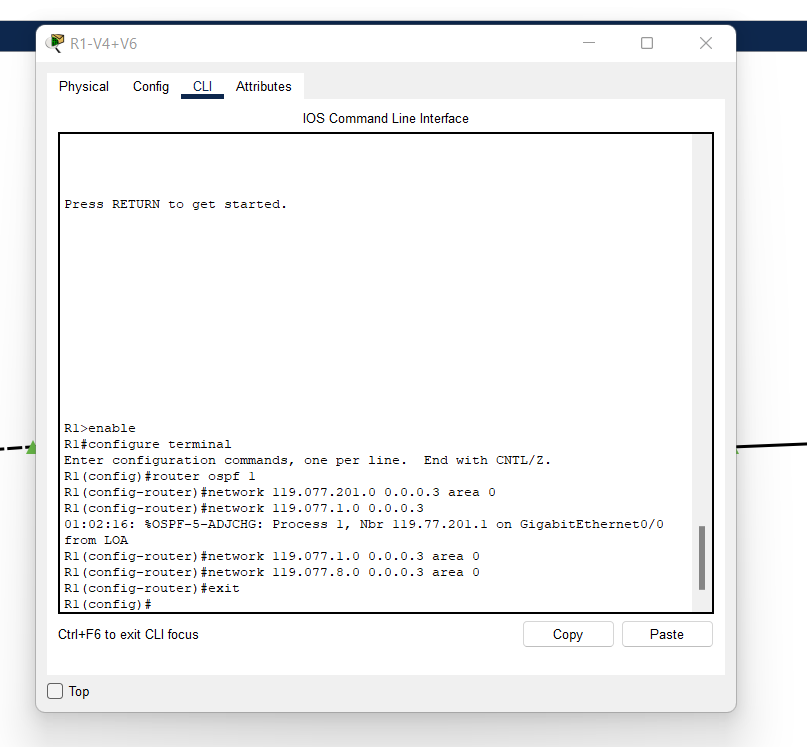 R1-V4+V6
Physical Config CLI Attributes
IOS Command Line Interface
Press RETURN to get started.
R1>enable
R1#configure terminal
Enter configuration commands, one per line.  End with CNTL/Z.
R1(config)#router ospf 1
R1(config-router)#network 119.077.201.0 0.0.0.3 area 0
R1(config-router)#network 119.077.1.0 0.0.0.3
01:02:16: %OSPF-5-ADJCHG: Process 1, Nbr 119.77.201.1 on GigabitEthernet0/0
from LOA
R1(config-router)#network 119.077.1.0 0.0.0.3 area 0
R1(config-router)#network 119.077.8.0 0.0.0.3 area 0
R1(config-router)#exit
R1(config)#
Ctrl+F6 to exit CLI focus
Copy Paste
Top